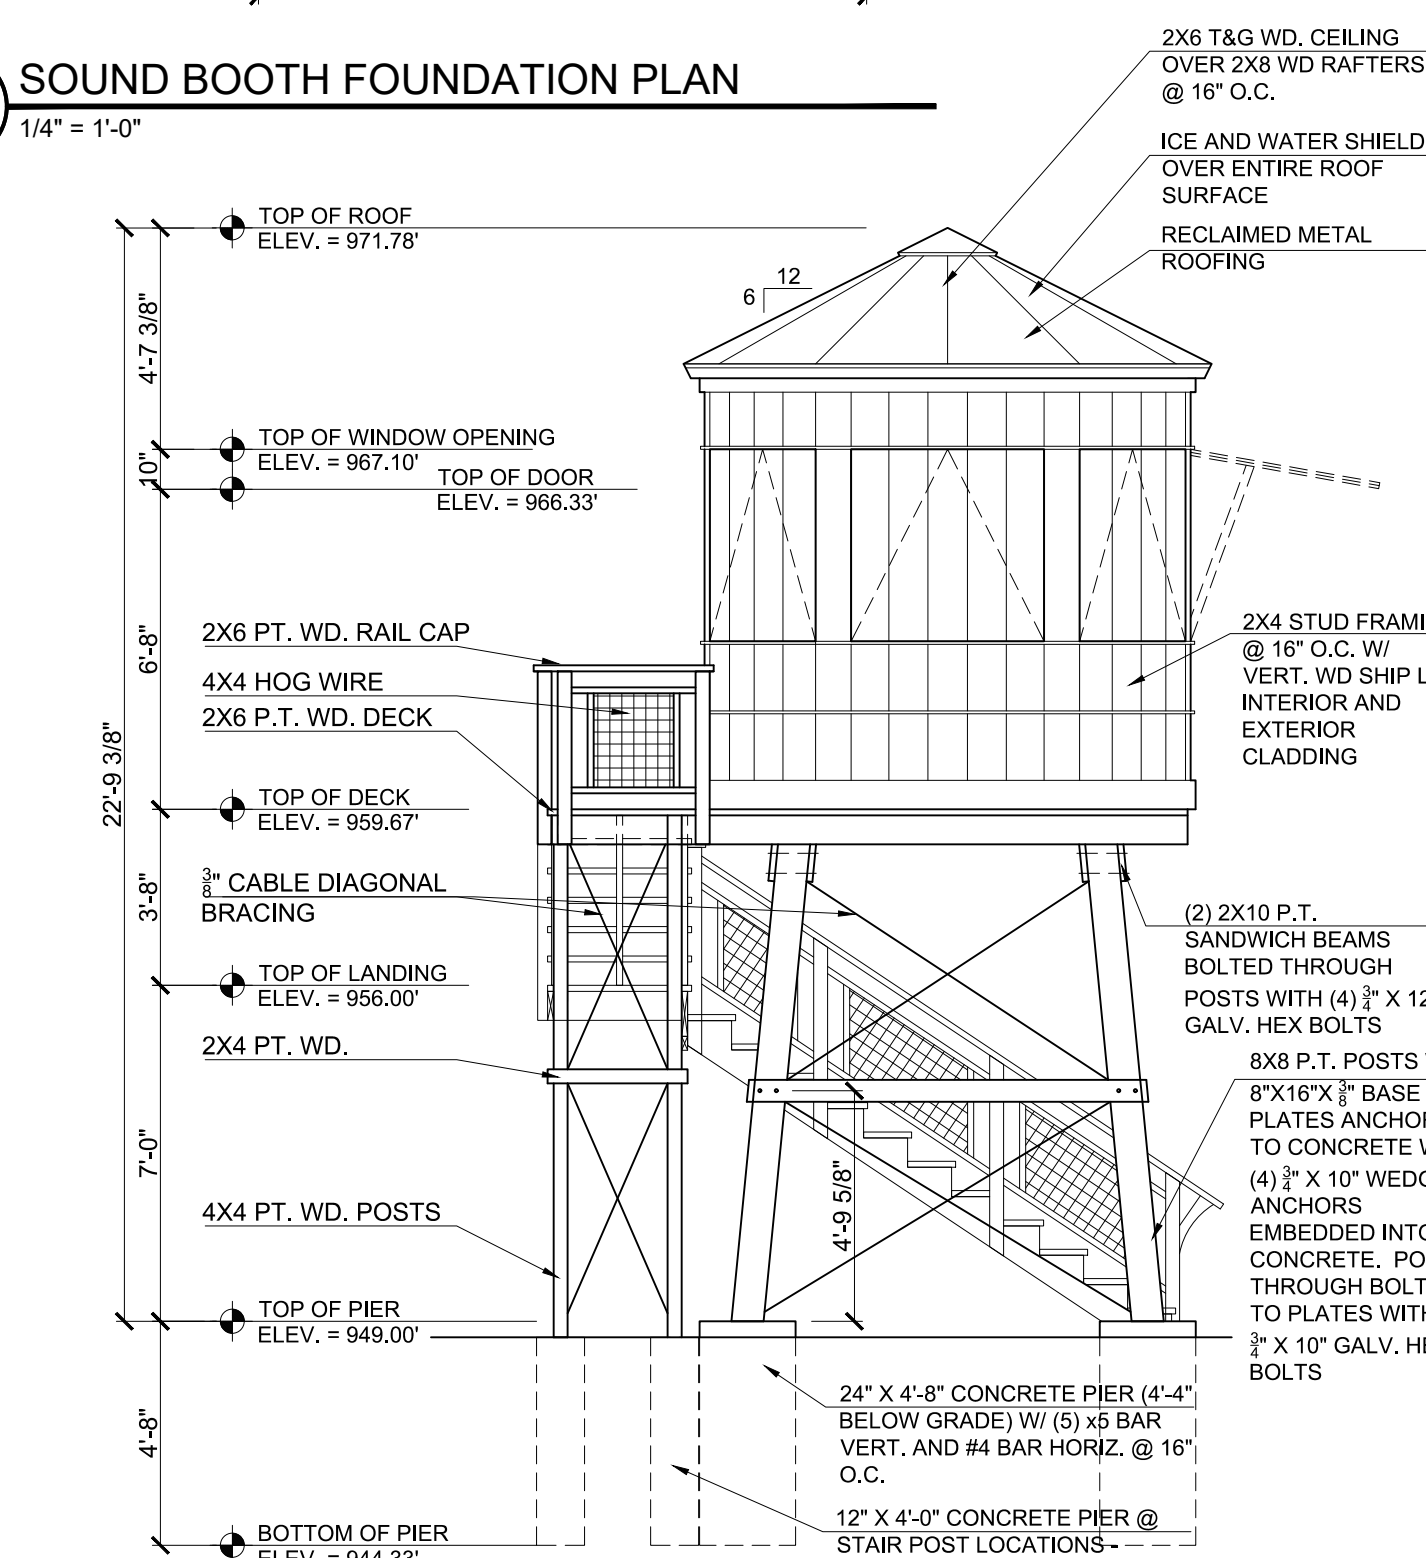 SOUND BOOTH FOUNDATION PLAN
1/4" = 1'-0"
2X6 T&G WD. CEILING
OVER 2X8 WD RAFTERS
@ 16" O.C.
ICE AND WATER SHIELD
OVER ENTIRE ROOF
SURFACE
RECLAIMED METAL
ROOFING
12
6
TOP OF ROOF
ELEV. = 971.78'
4'-7 3/8"
TOP OF WINDOW OPENING
ELEV. = 967.10'
10"
TOP OF DOOR
ELEV. = 966.33'
6'-8"
2X6 PT. WD. RAIL CAP
4X4 HOG WIRE
2X6 P.T. WD. DECK
22'-9 3/8"
TOP OF DECK
ELEV. = 959.67'
3'-8"
3/8" CABLE DIAGONAL
BRACING
TOP OF LANDING
ELEV. = 956.00'
2X4 PT. WD.
7'-0"
4X4 PT. WD. POSTS
TOP OF PIER
ELEV. = 949.00'
4'-8"
BOTTOM OF PIER
ELEV. = 944.33'
4'-9 5/8"
2X4 STUD FRAMI
@ 16" O.C. W/
VERT. WD SHIP L
INTERIOR AND
EXTERIOR
CLADDING
(2) 2X10 P.T.
SANDWICH BEAMS
BOLTED THROUGH
POSTS WITH (4) 3/4" X 12
GALV. HEX BOLTS
8X8 P.T. POSTS
8"X16"X 3/8" BASE
PLATES ANCHOR
TO CONCRETE W
(4) 3/4" X 10" WEDG
ANCHORS
EMBEDDED INTO
CONCRETE. PO
THROUGH BOLT
TO PLATES WITH
3/4" X 10" GALV. HE
BOLTS
24" X 4'-8" CONCRETE PIER (4'-4"
BELOW GRADE) W/ (5) x5 BAR
VERT. AND #4 BAR HORIZ. @ 16"
O.C.
12" X 4'-0" CONCRETE PIER @
STAIR POST LOCATIONS -